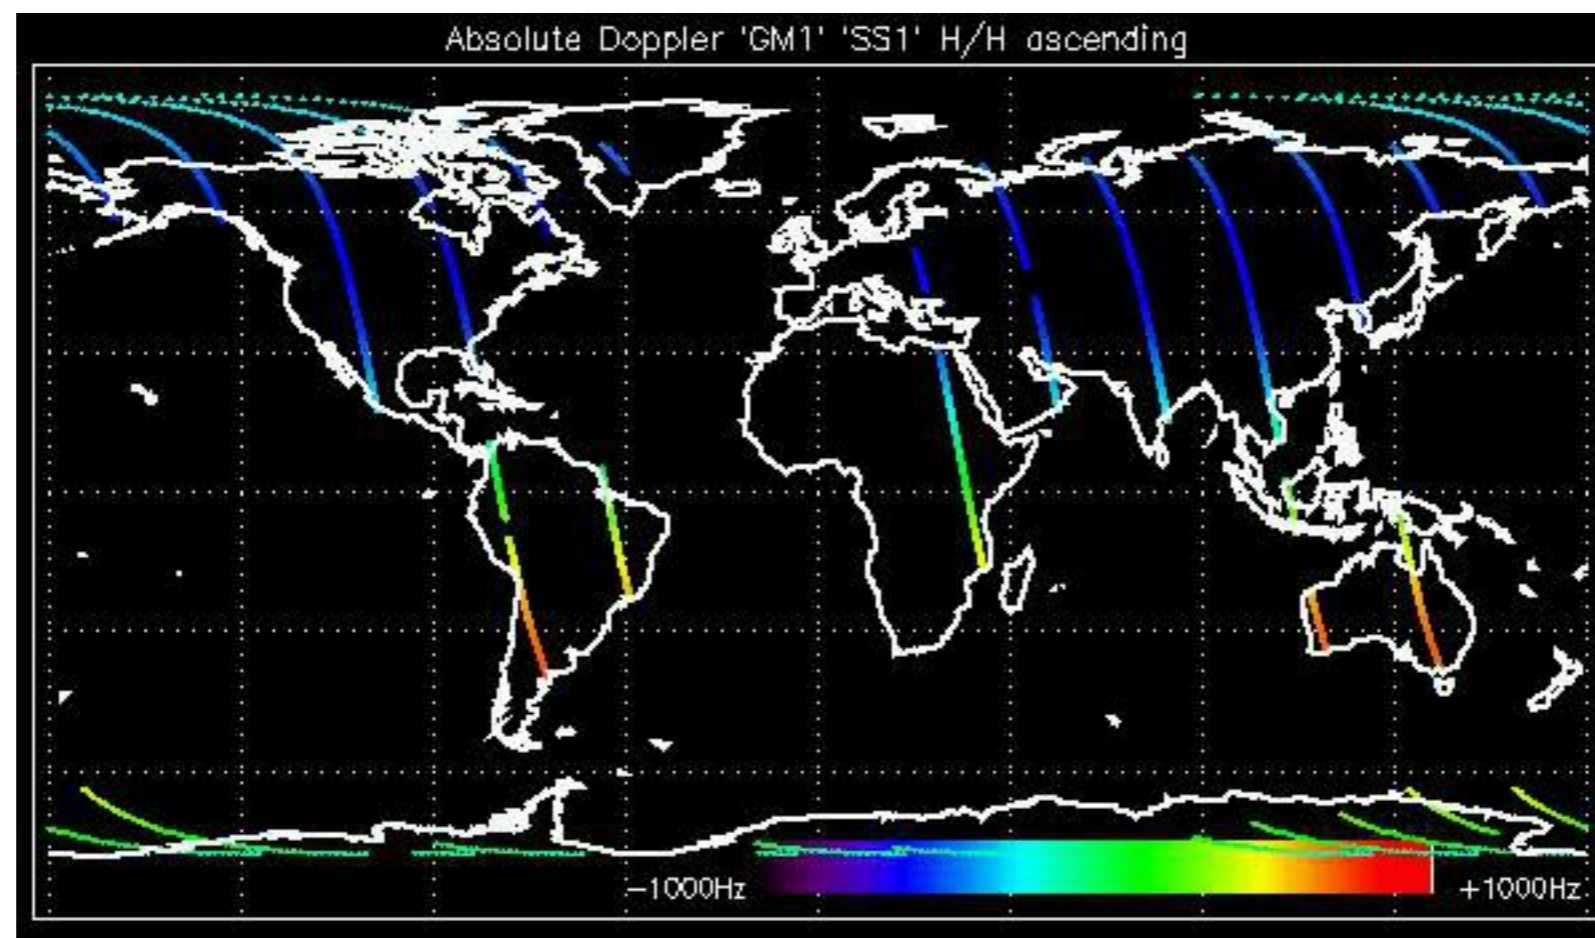 Absolute Doppler 'GM1' 'SS1' H/H ascending
-1000Hz
+1000Hz